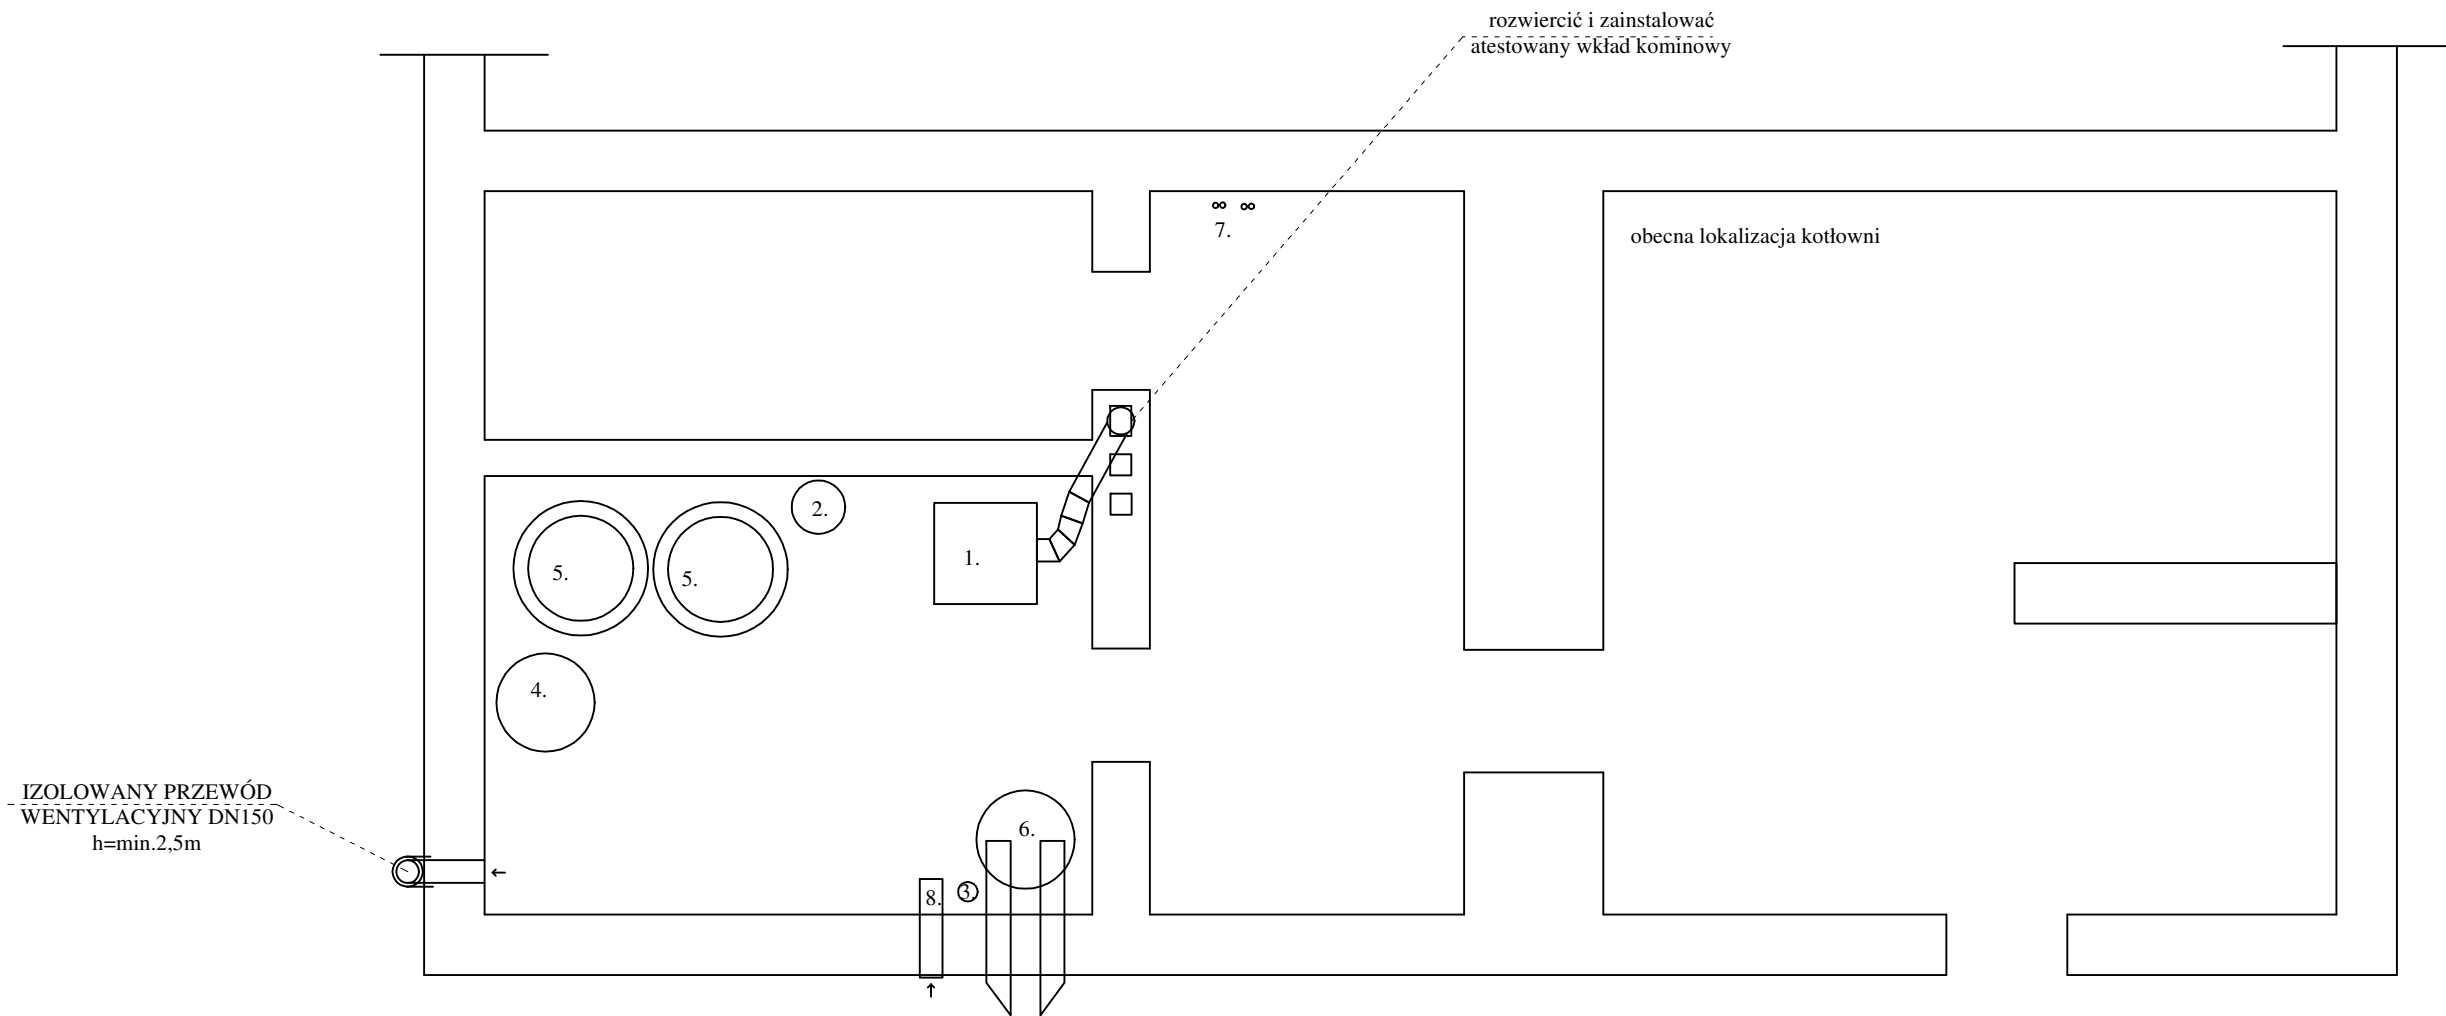 rozwiercić i zainstalować
atestowany wkład kominowy
7.
obecna lokalizacja kotłowni
2.
1.
5.
5.
4.
IZOLOWANY PRZEWÓD
WENTYLACYJNY DN150
h=min.2,5m
6.
3.
8.